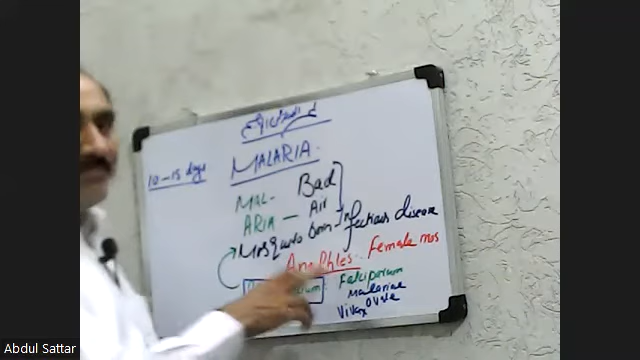 MALARIA.
10-15 days
MAL- Bad
ARIA - Air
Mosquito born Infectious disease
Female mos
Falciparum
Malariae
Ovale
Vivax
Abdul Sattar